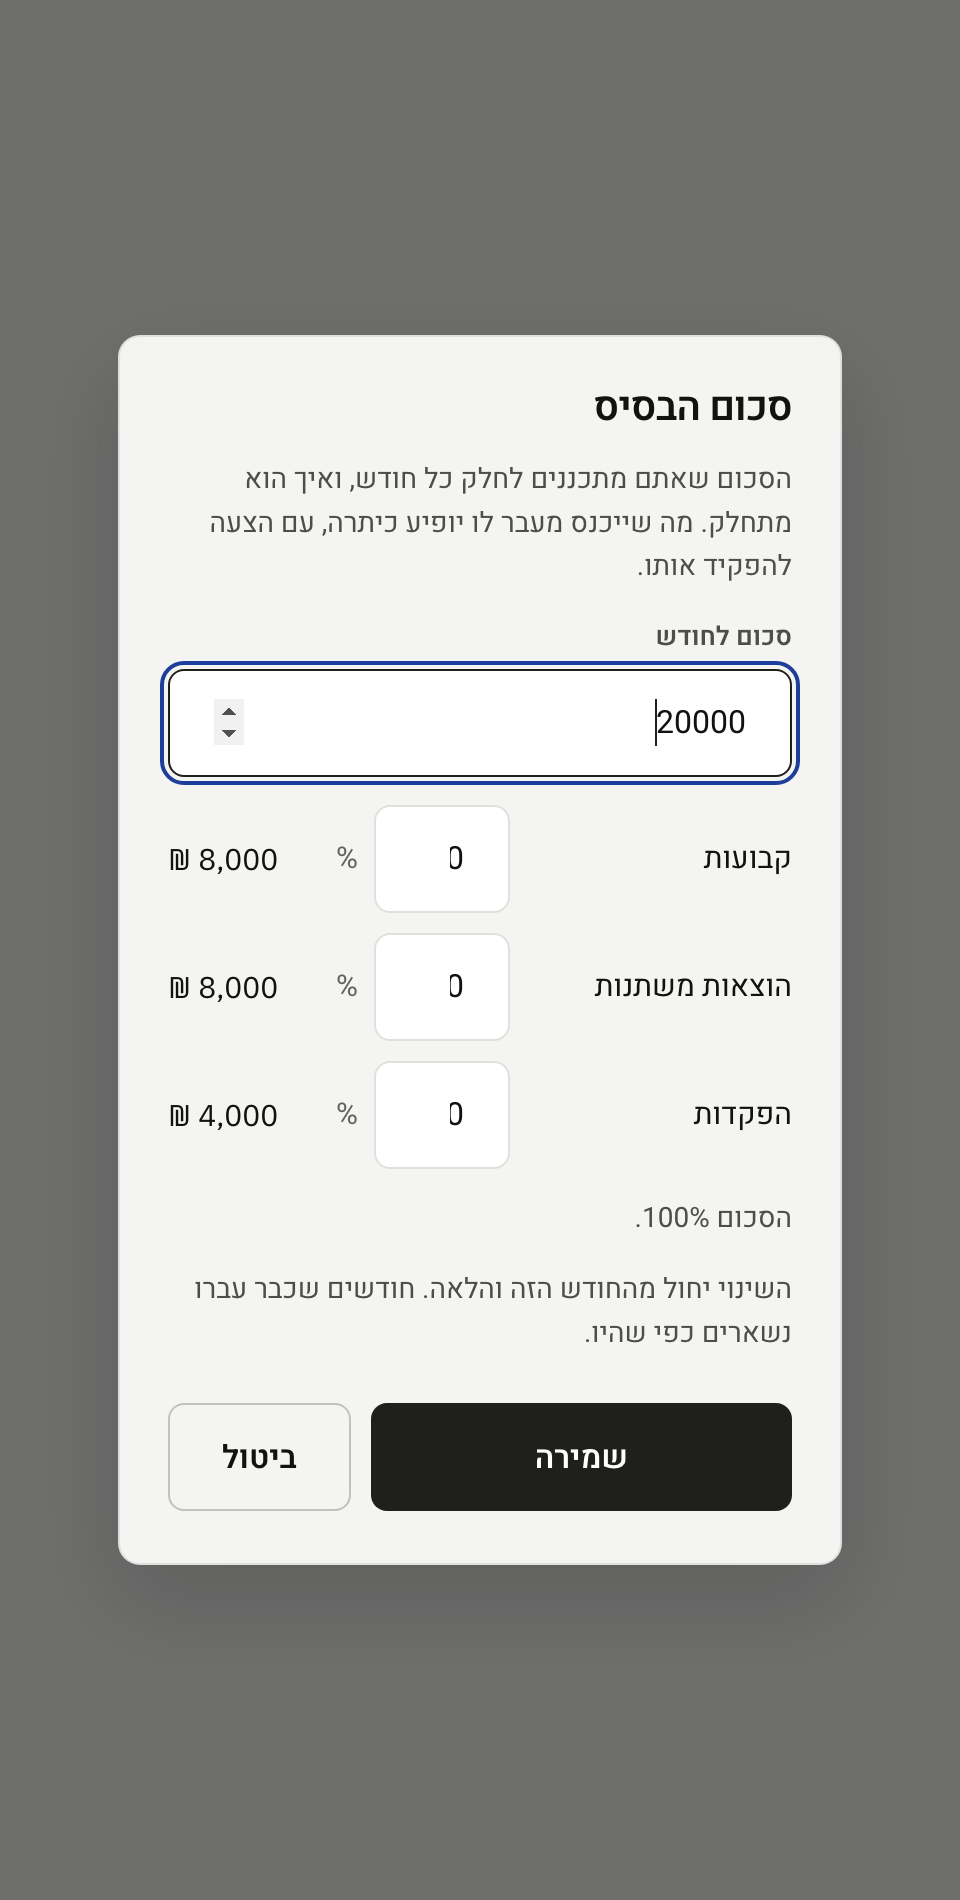 סכום הבסיס
הסכום שאתם מתכננים לחלק כל חודש, ואיך הוא
מתחלק. מה שייכנס מעבר לו יופיע כיתרה, עם הצעה
להפקיד אותו.
סכום לחודש
20000
קבועות 0 % 8,000 ₪
הוצאות משתנות 0 % 8,000 ₪
הפקדות 0 % 4,000 ₪
הסכום 100%.
השינוי יחול מהחודש הזה והלאה. חודשים שכבר עברו
נשארים כפי שהיו.
שמירה
ביטול